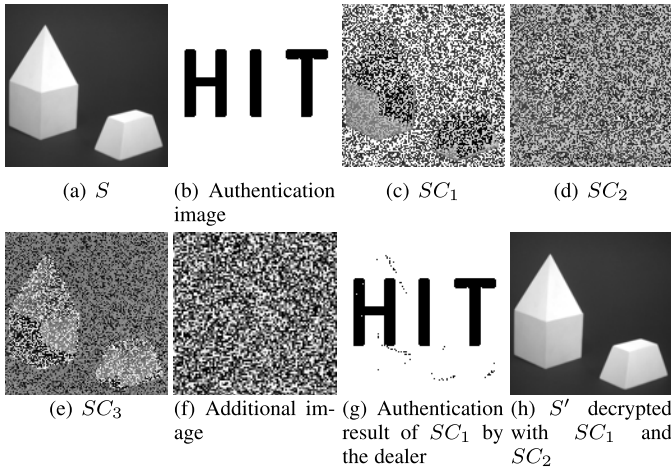 HIT
(a) S
(b) Authentication
image
(c) SC₁
(d) SC₂
HIT
(e) SC₃
(f) Additional im-
age
(g) Authentication
result of SC₁ by
the dealer
(h) S′ decrypted
with SC₁ and
SC₂